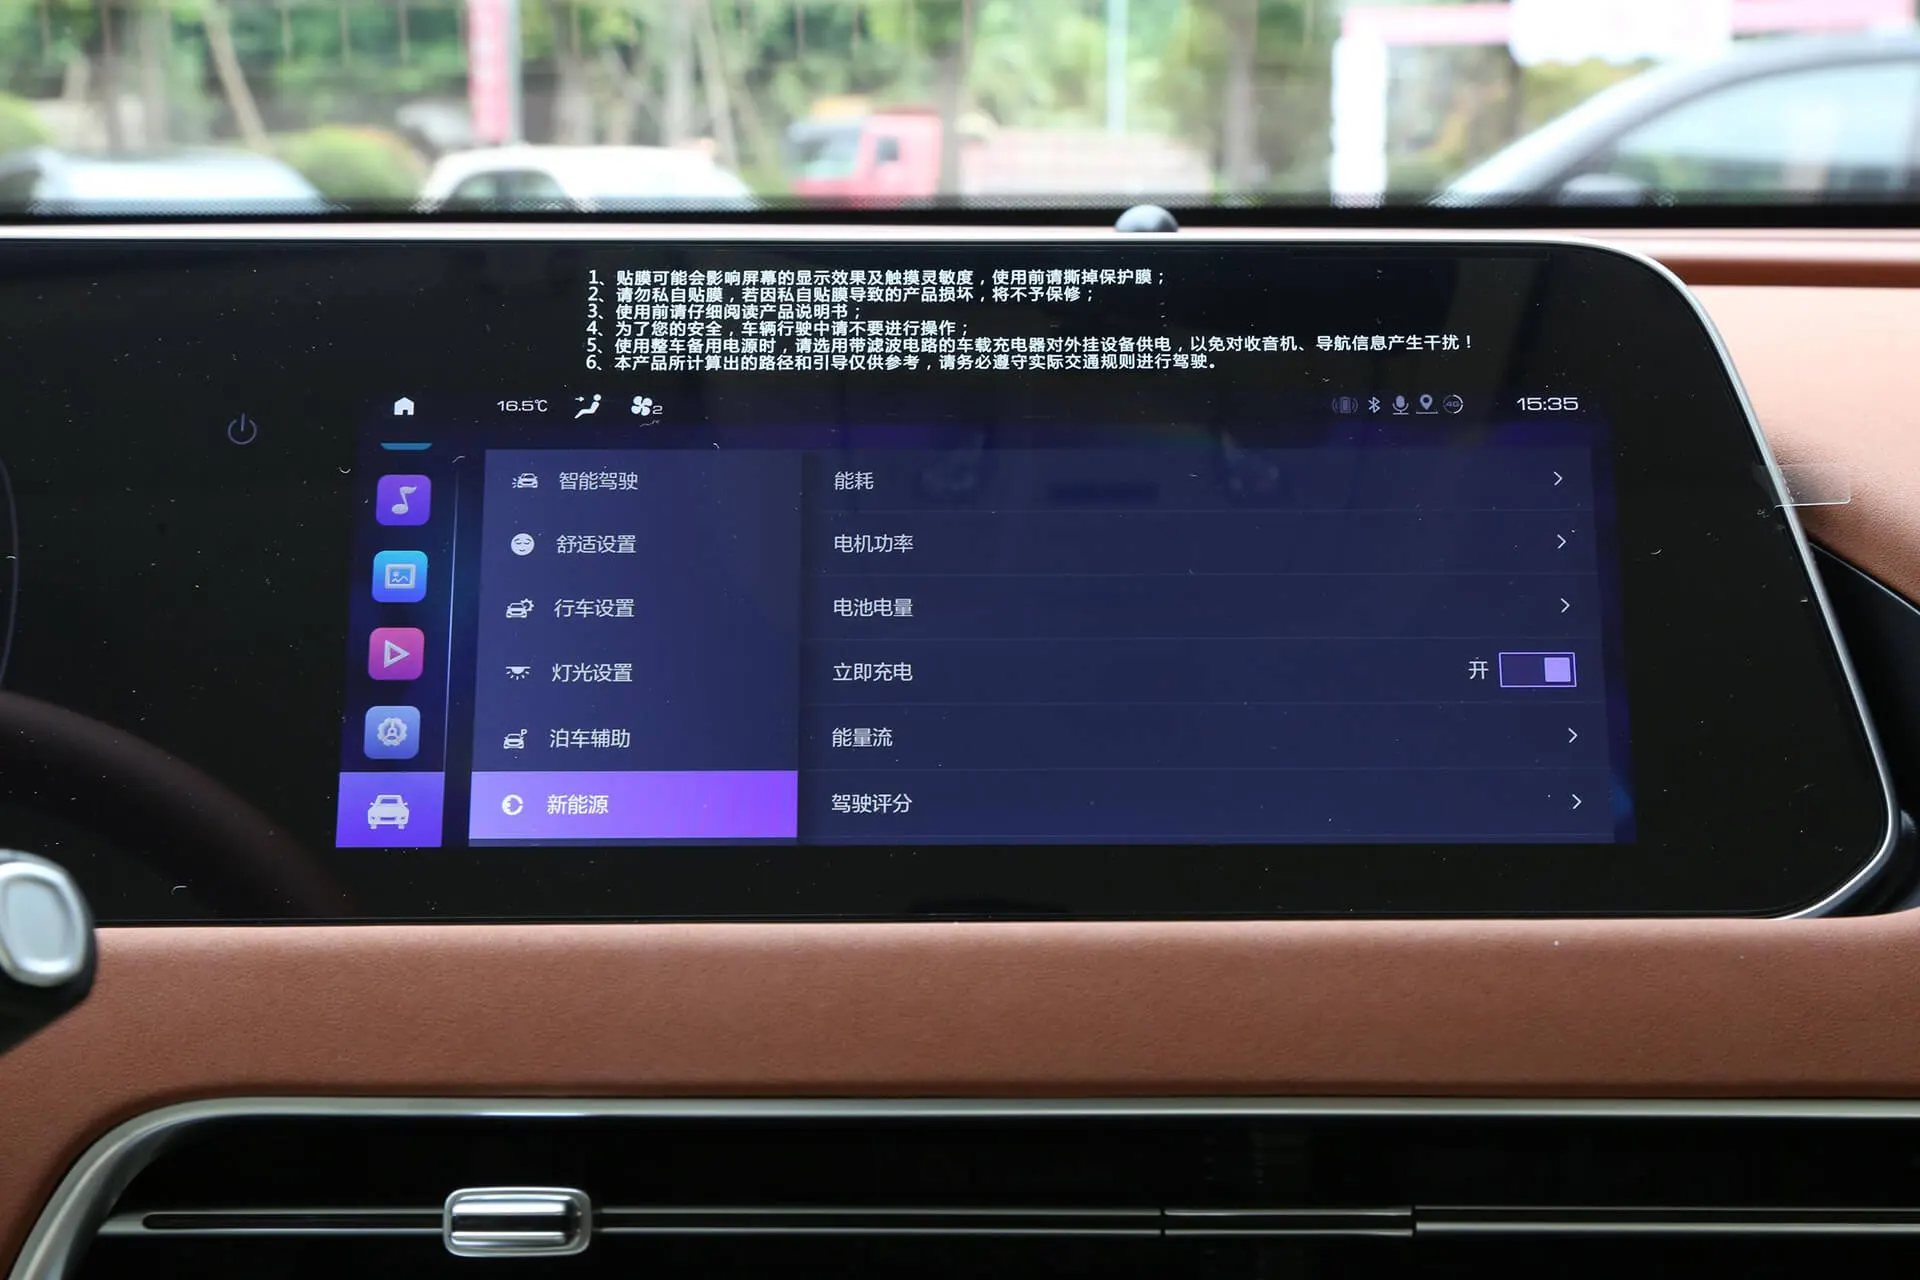 1、贴膜可能会影响屏幕的显示效果及触摸灵敏度，使用前请撕掉保护膜；
2、请勿私自贴膜，若因私自贴膜导致的产品损坏，将不予保修；
3、使用前请仔细阅读产品说明书；
4、为了您的安全，车辆行驶中请不要进行操作；
5、使用整车备用电源时，请选用带滤波电路的车载充电器对外挂设备供电，以免对收音机、导航信息产生干扰！
6、本产品所计算出的路径和引导仅供参考，请务必遵守实际交通规则进行驾驶。
16.5℃ 2 4G 15:35
智能驾驶 能耗
舒适设置 电机功率
行车设置 电池电量
灯光设置 立即充电 开
泊车辅助 能量流
新能源 驾驶评分